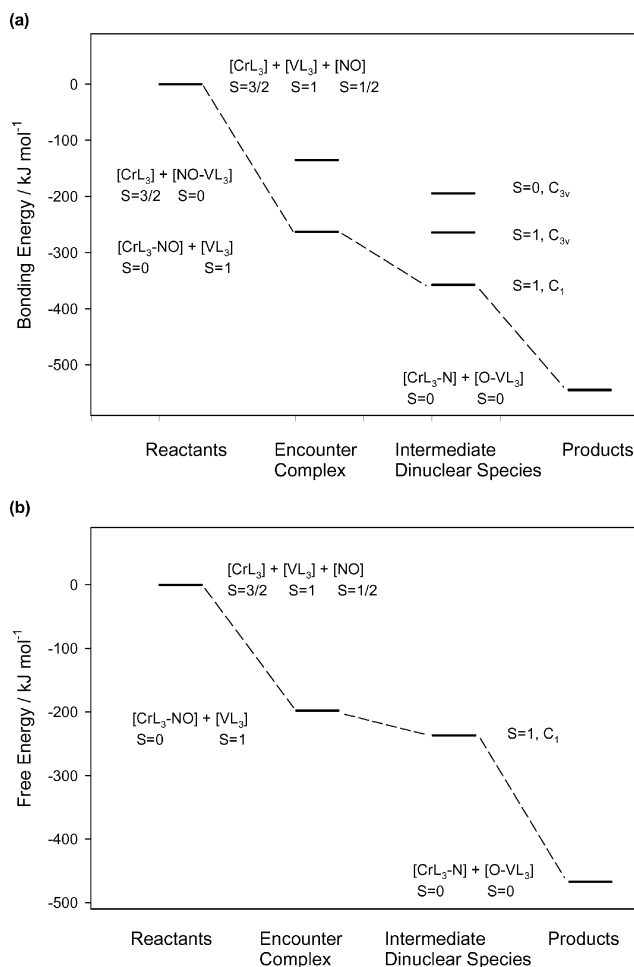 (a)
[CrL3] + [VL3] + [NO]
S=3/2 S=1 S=1/2
0
-100
-200
-300
-400
-500
Bonding Energy / kJ mol-1
[CrL3] + [NO-VL3]
S=3/2 S=0
[CrL3-NO] + [VL3]
S=0 S=1
S=0, C3v
S=1, C3v
S=1, C1
[CrL3-N] + [O-VL3]
S=0 S=0
Reactants Encounter Intermediate Products
Complex Dinuclear Species
(b)
[CrL3] + [VL3] + [NO]
S=3/2 S=1 S=1/2
0
-100
-200
-300
-400
-500
Free Energy / kJ mol-1
[CrL3-NO] + [VL3]
S=0 S=1
S=1, C1
[CrL3-N] + [O-VL3]
S=0 S=0
Reactants Encounter Intermediate Products
Complex Dinuclear Species